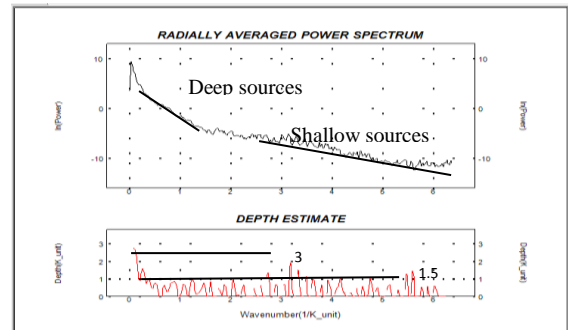 RADIALLY AVERAGED POWER SPECTRUM
10
0
-10
ln(Power)
Deep sources
Shallow sources
10
0
-10
ln(Power)
0 1 2 3 4 5 6
DEPTH ESTIMATE
3
2
1
0
Depth(K_unit)
3
1.5
3
2
1
0
Depth(K_unit)
0 1 2 3 4 5 6
Wavenumber(1/K_unit)